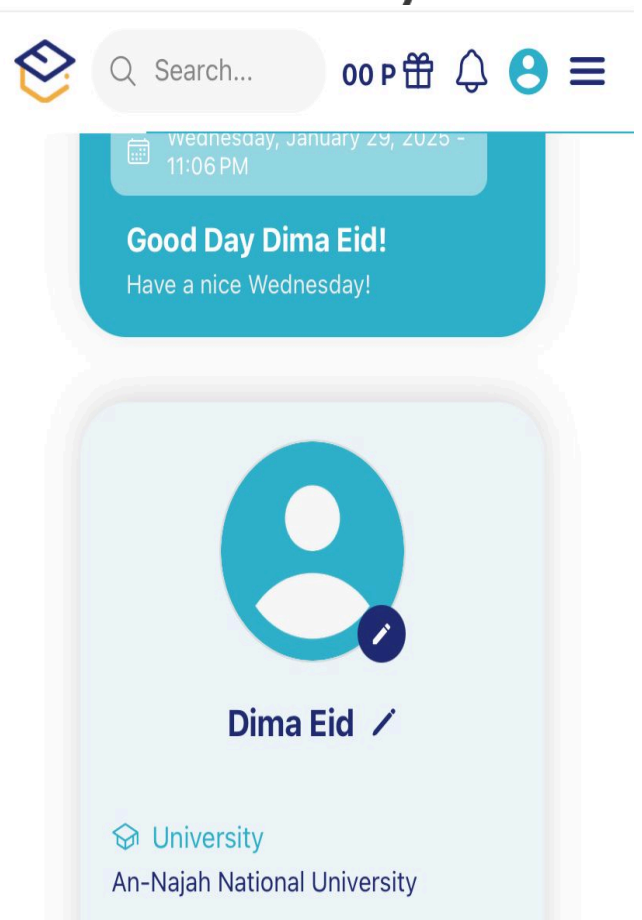 Search...
00 P
Wednesday, January 29, 2025 -
11:06 PM
Good Day Dima Eid!
Have a nice Wednesday!
Dima Eid
University
An-Najah National University